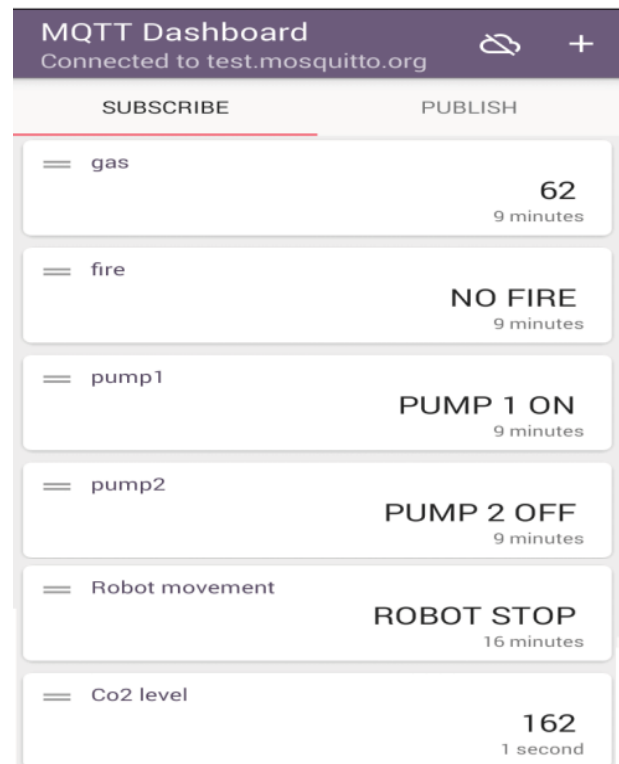 MQTT Dashboard
Connected to test.mosquitto.org
SUBSCRIBE PUBLISH
gas
62
9 minutes
fire
NO FIRE
9 minutes
pump1
PUMP 1 ON
9 minutes
pump2
PUMP 2 OFF
9 minutes
Robot movement
ROBOT STOP
16 minutes
Co2 level
162
1 second